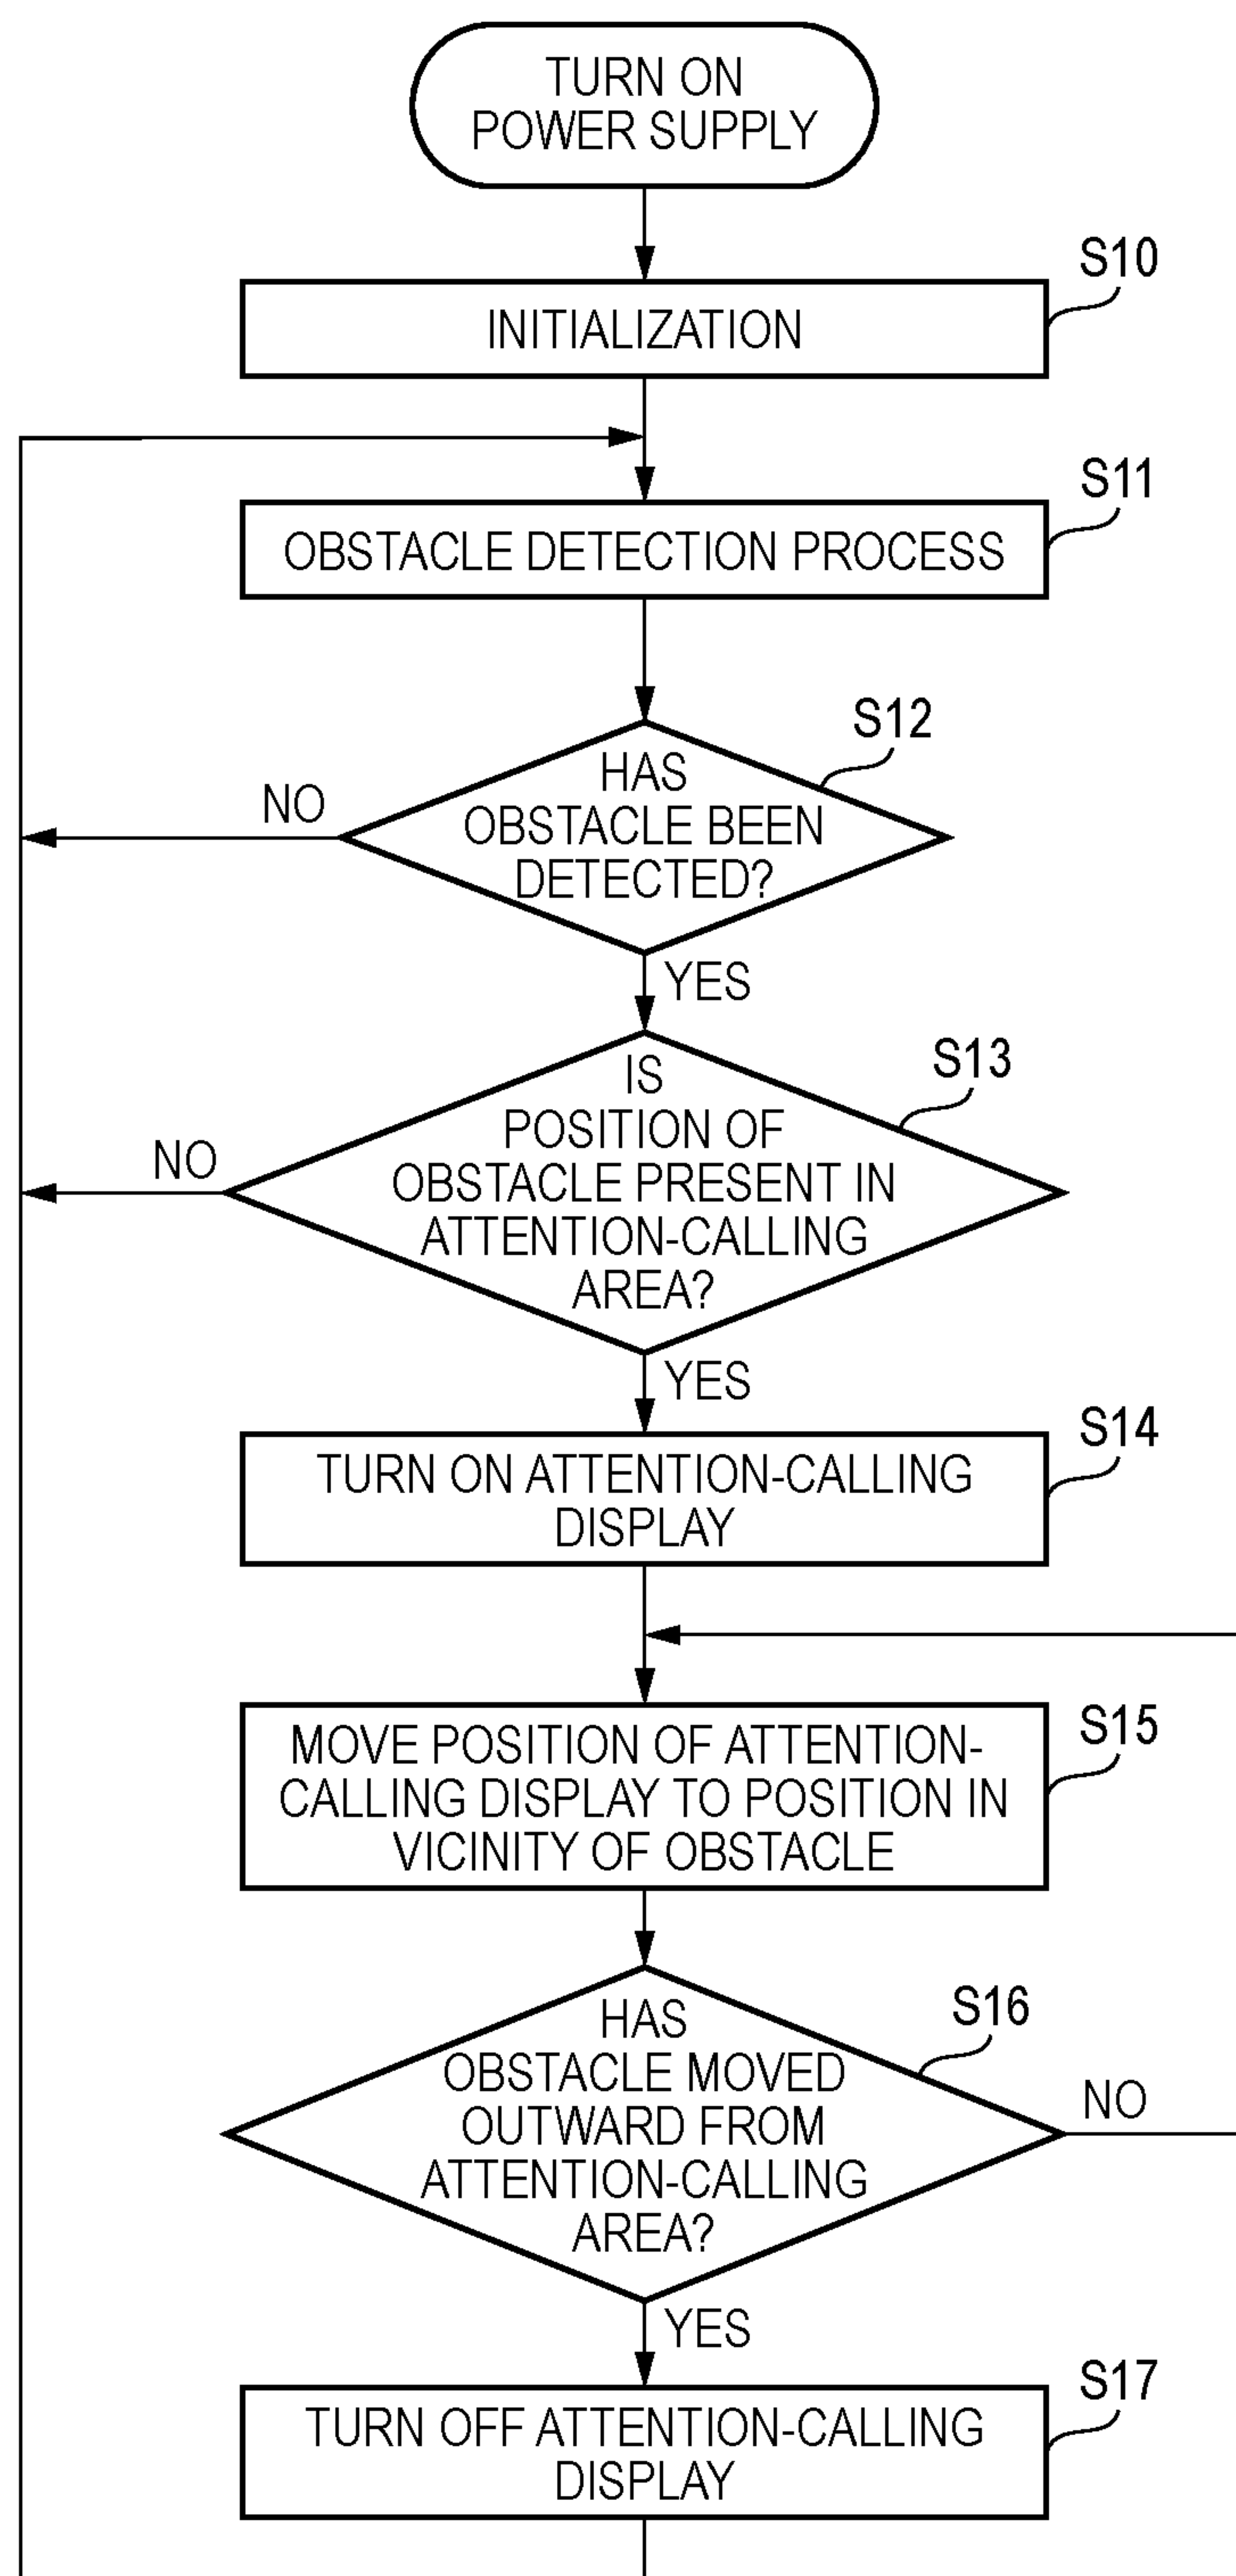 TURN ON
POWER SUPPLY
S10
INITIALIZATION
S11
OBSTACLE DETECTION PROCESS
S12
HAS
OBSTACLE BEEN
DETECTED?
NO
YES
S13
IS
POSITION OF
OBSTACLE PRESENT IN
ATTENTION-CALLING
AREA?
NO
YES
S14
TURN ON ATTENTION-CALLING
DISPLAY
S15
MOVE POSITION OF ATTENTION-
CALLING DISPLAY TO POSITION IN
VICINITY OF OBSTACLE
S16
HAS
OBSTACLE MOVED
OUTWARD FROM
ATTENTION-CALLING
AREA?
NO
YES
S17
TURN OFF ATTENTION-CALLING
DISPLAY